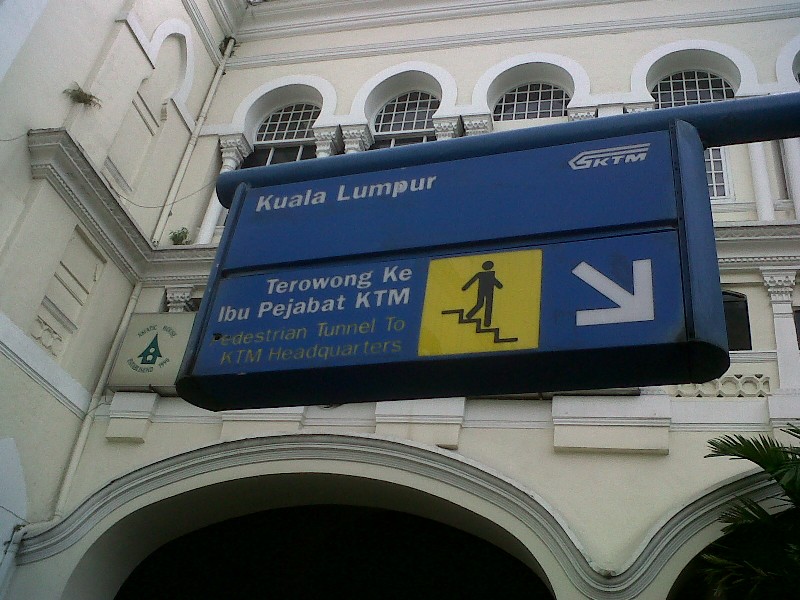 KTM
Kuala Lumpur
Terowong Ke
Ibu Pejabat KTM
Pedestrian Tunnel To
KTM Headquarters